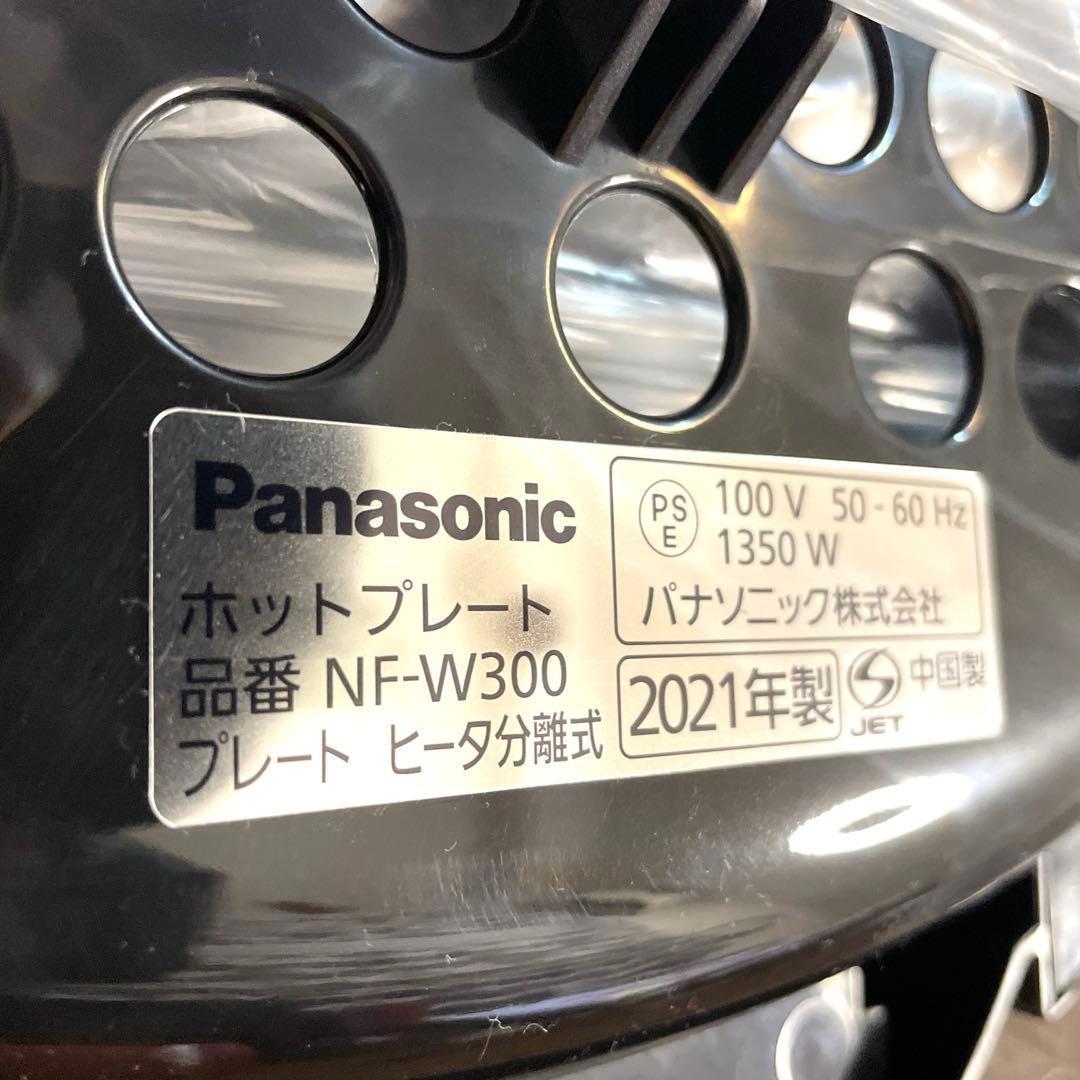 Panasonic
ホットプレート
品番 NF-W300
プレート ヒータ分離式
PS
E
100 V 50-60 Hz
1350 W
パナソニック株式会社
2021年製
JET
中国製